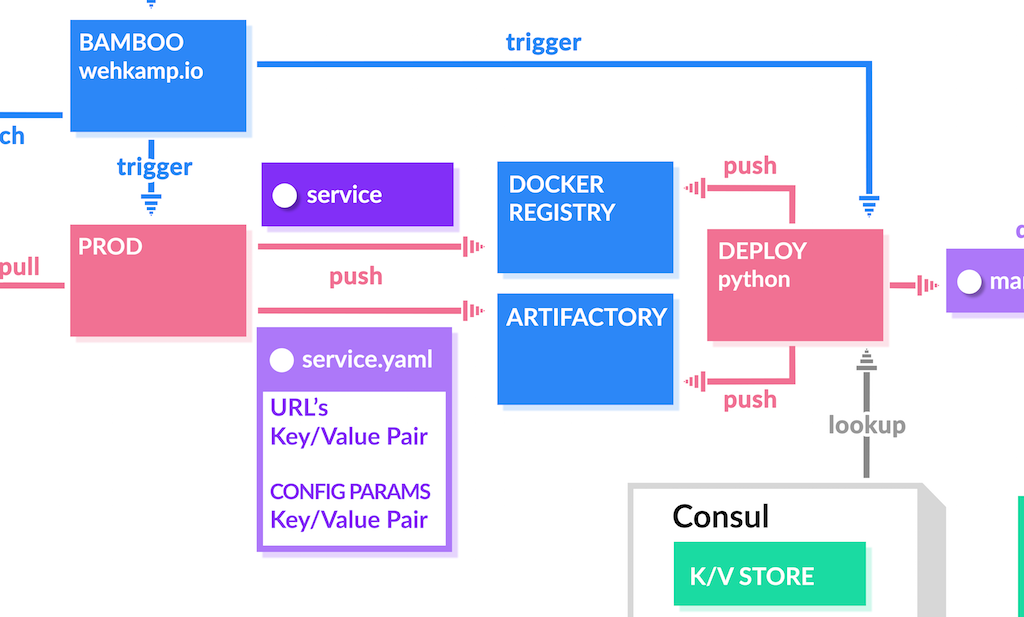 BAMBOO
wehkamp.io
trigger
ch
trigger
service
DOCKER
REGISTRY
push
PROD
pull
push
DEPLOY
python
ARTIFACTORY
service.yaml
push
URL's
Key/Value Pair
CONFIG PARAMS
Key/Value Pair
lookup
Consul
K/V STORE